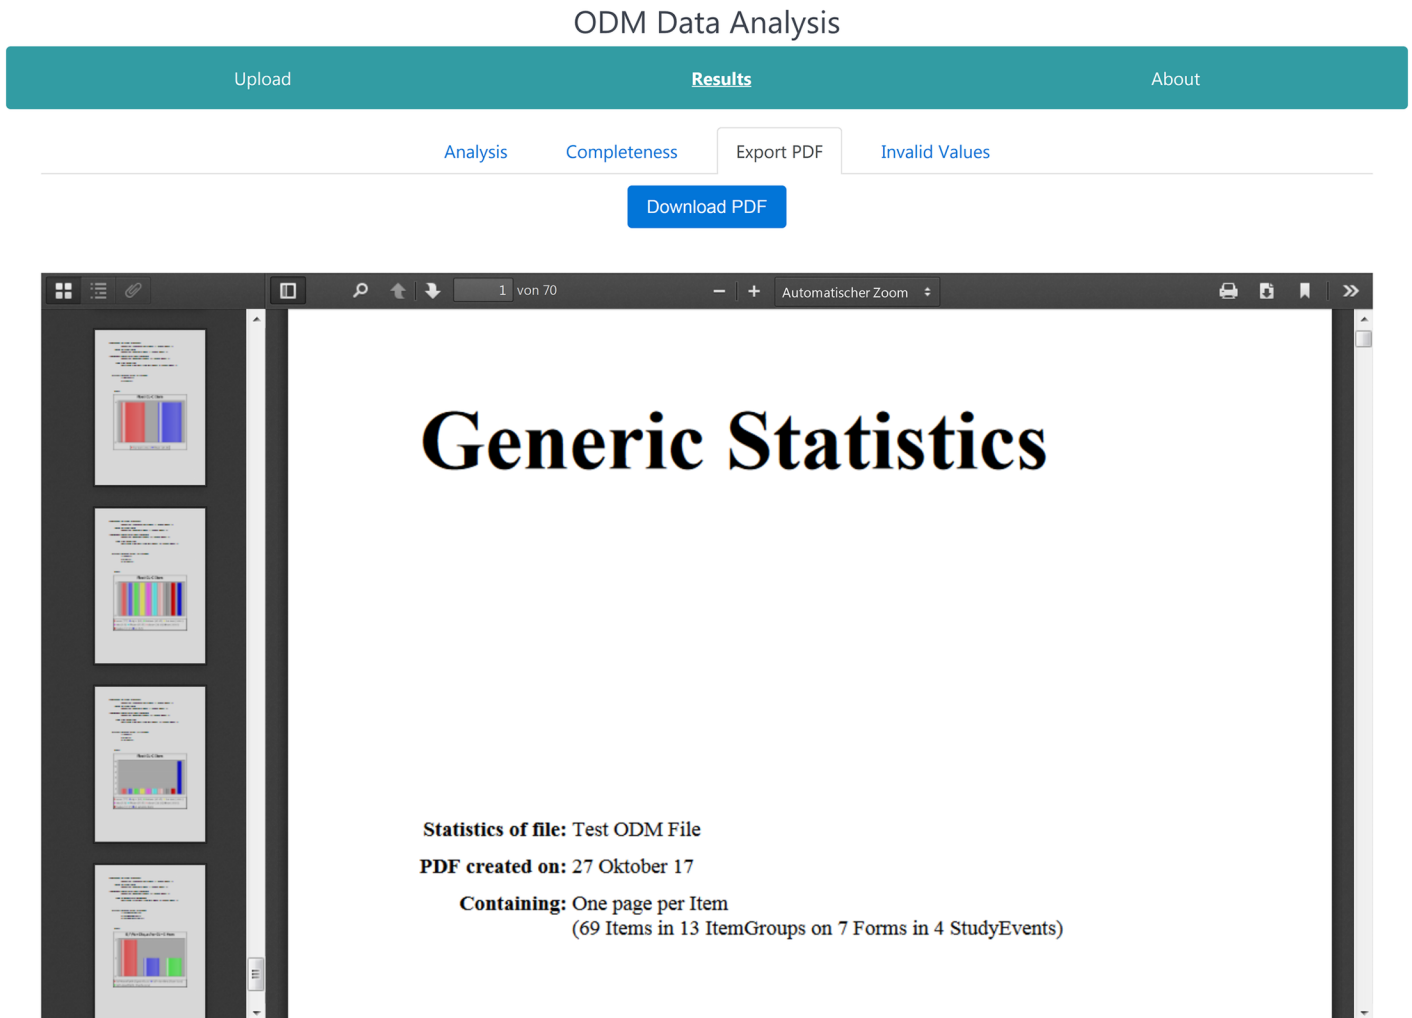 ODM Data Analysis
Upload
Results
About
Analysis
Completeness
Export PDF
Invalid Values
Download PDF
1 von 70
Automatischer Zoom
Generic Statistics
Statistics of file: Test ODM File
PDF created on: 27 Oktober 17
Containing: One page per Item
(69 Items in 13 ItemGroups on 7 Forms in 4 StudyEvents)